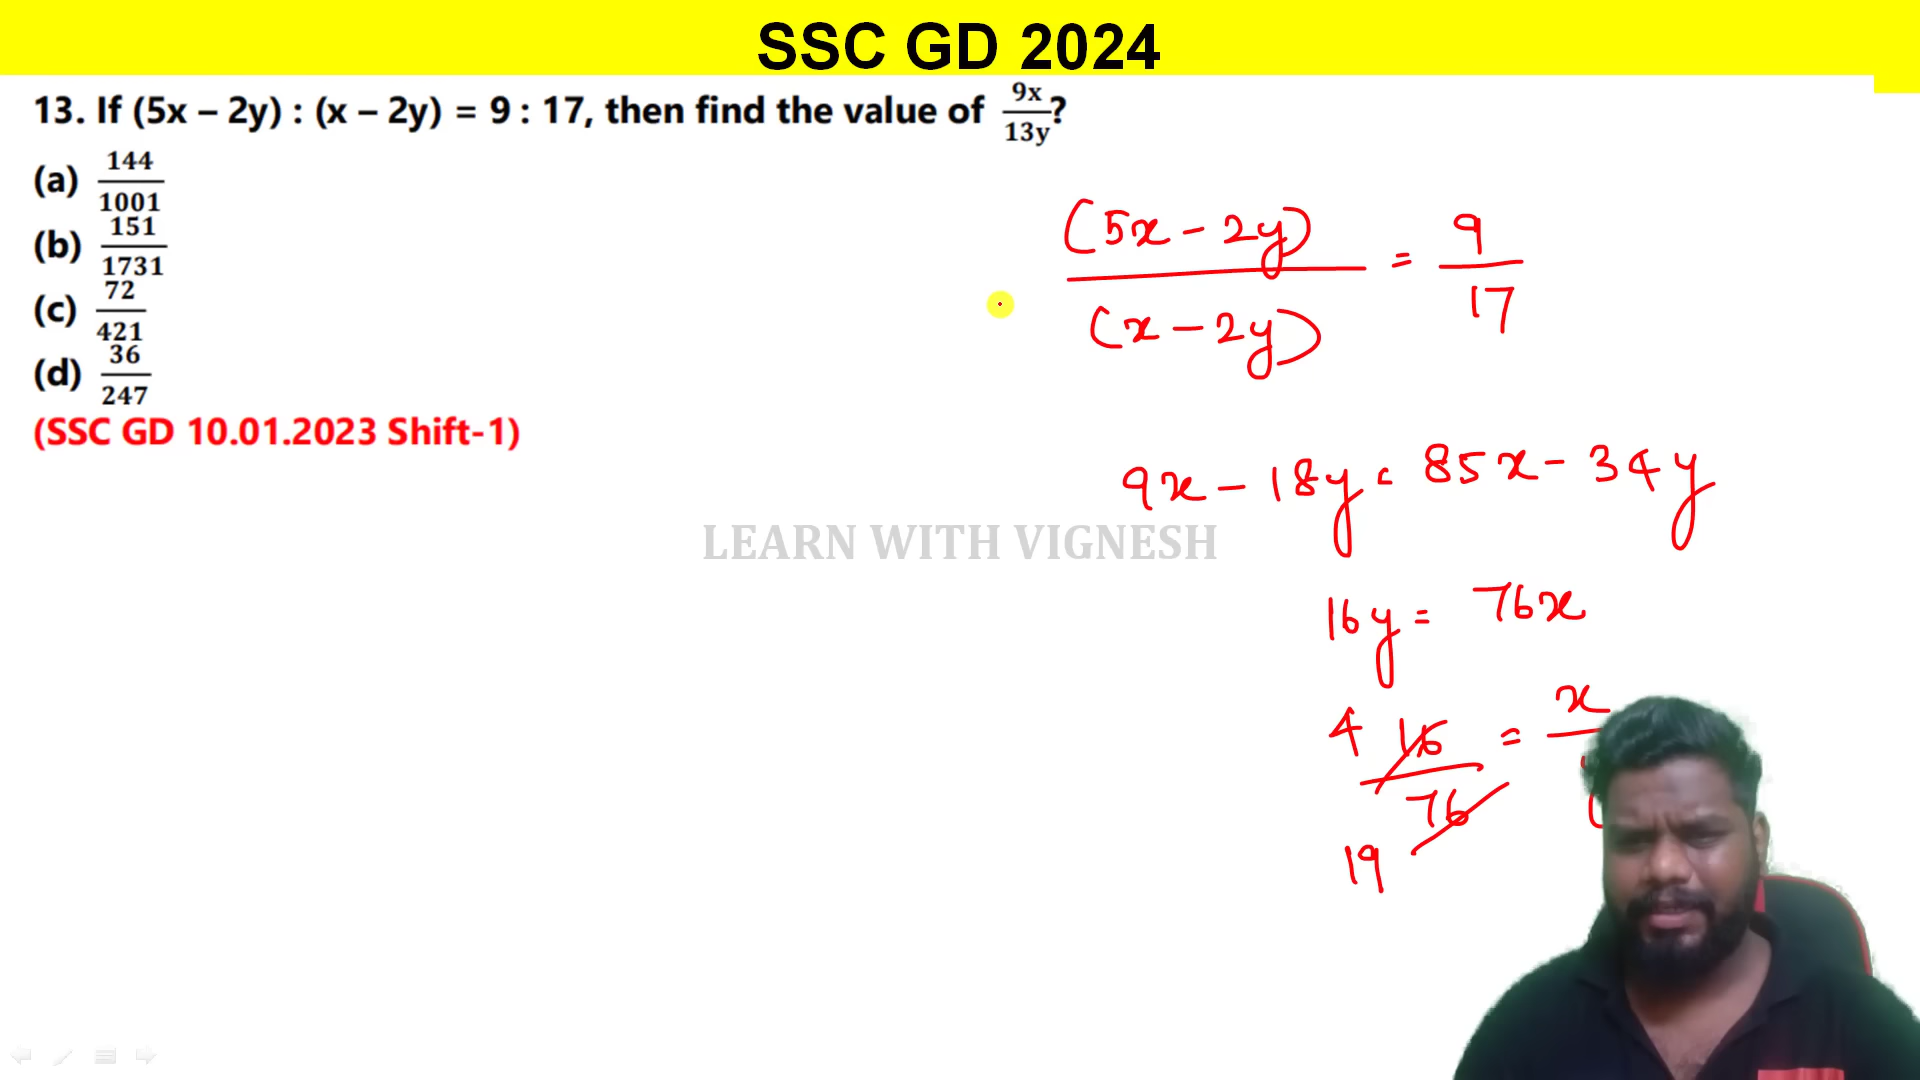 SSC GD 2024
13. If (5x – 2y) : (x – 2y) = 9 : 17, then find the value of 9x/13y?
(a) 144/1001
(b) 151/1731
(c) 72/421
(d) 36/247
(SSC GD 10.01.2023 Shift-1)
(5x - 2y)/(x - 2y) = 9/17
9x - 18y = 85x - 34y
LEARN WITH VIGNESH
16y = 76x
4 16/76 = x
19